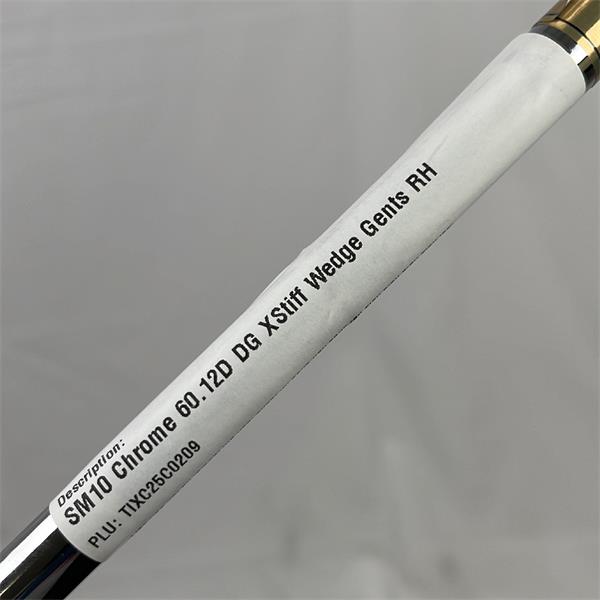 Description:
SM10 Chrome 60.12D DG XStiff Wedge Gents RH
PLU: TIXC25C0209